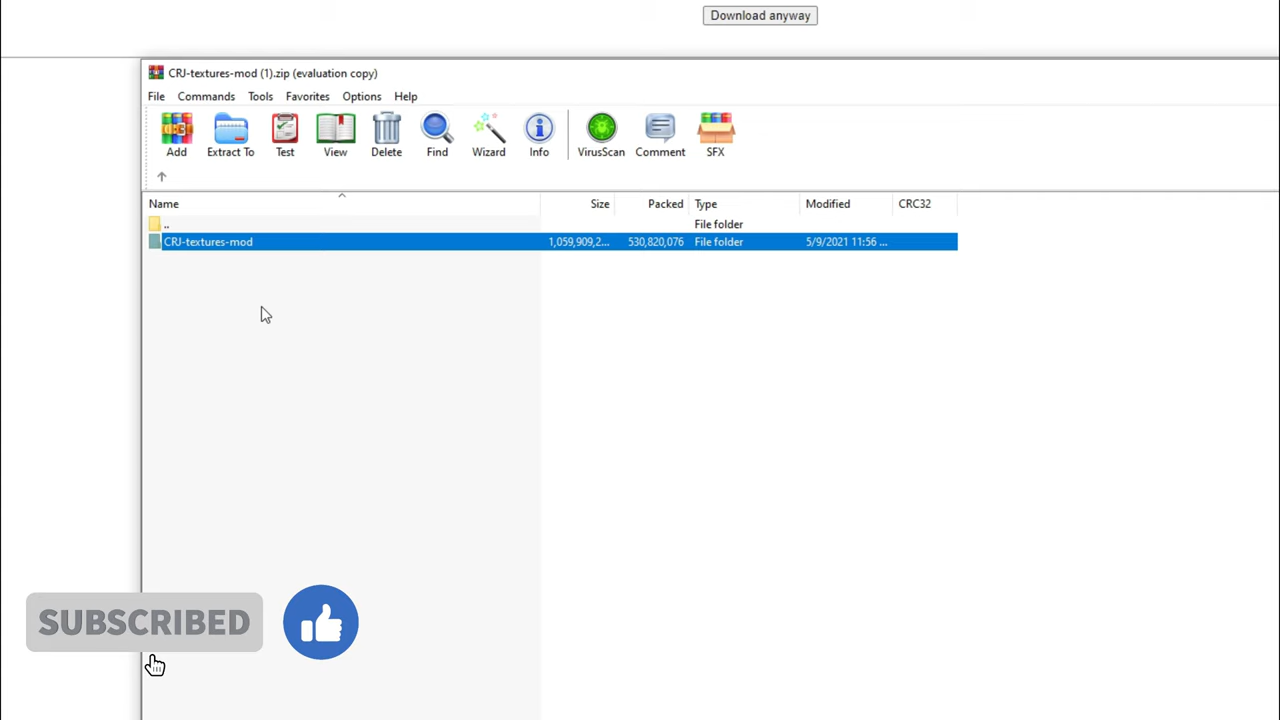 Download anyway
CRJ-textures-mod (1).zip (evaluation copy)
File Commands Tools Favorites Options Help
Add Extract To Test View Delete Find Wizard Info VirusScan Comment SFX
Name Size Packed Type Modified CRC32
.. File folder
CRJ-textures-mod 1,059,909,2... 530,820,076 File folder 5/9/2021 11:56 ...
SUBSCRIBED